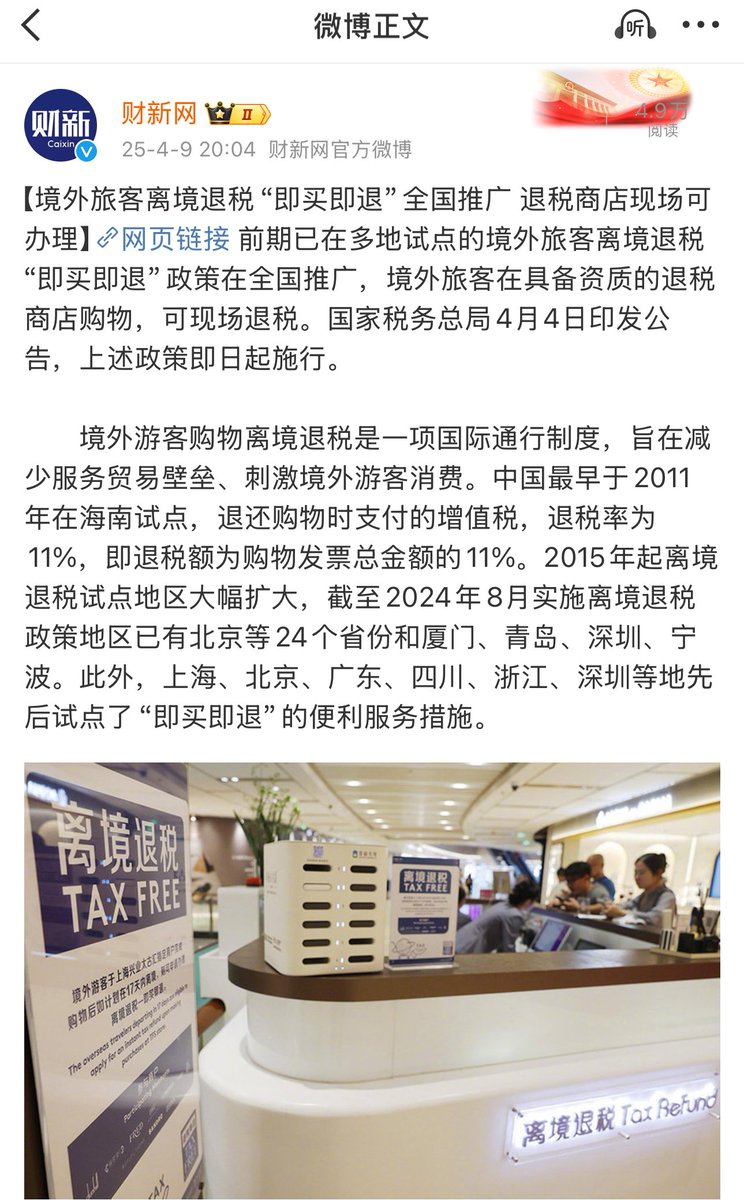 微博正文
听
财新
Caixin
财新网
II
4.9万
阅读
25-4-9 20:04 财新网官方微博
【境外旅客离境退税“即买即退”全国推广 退税商店现场可
办理】网页链接 前期已在多地试点的境外旅客离境退税
“即买即退”政策在全国推广，境外旅客在具备资质的退税
商店购物，可现场退税。国家税务总局4月4日印发公
告，上述政策即日起施行。
境外游客购物离境退税是一项国际通行制度，旨在减
少服务贸易壁垒、刺激境外游客消费。中国最早于2011
年在海南试点，退还购物时支付的增值税，退税率为
11%，即退税额为购物发票总金额的11%。2015年起离境
退税试点地区大幅扩大，截至2024年8月实施离境退税
政策地区已有北京等24个省份和厦门、青岛、深圳、宁
波。此外，上海、北京、广东、四川、浙江、深圳等地先
后试点了“即买即退”的便利服务措施。
离境退税
TAX FREE
境外游客于上海兴业太古汇
购物后如计划在17天内离境，
离境退税
The overseas travelers departing in 17 days
apply for an instant tax refund upon making
purchases at
离境退税
TAX FREE
离境退税 Tax Refund